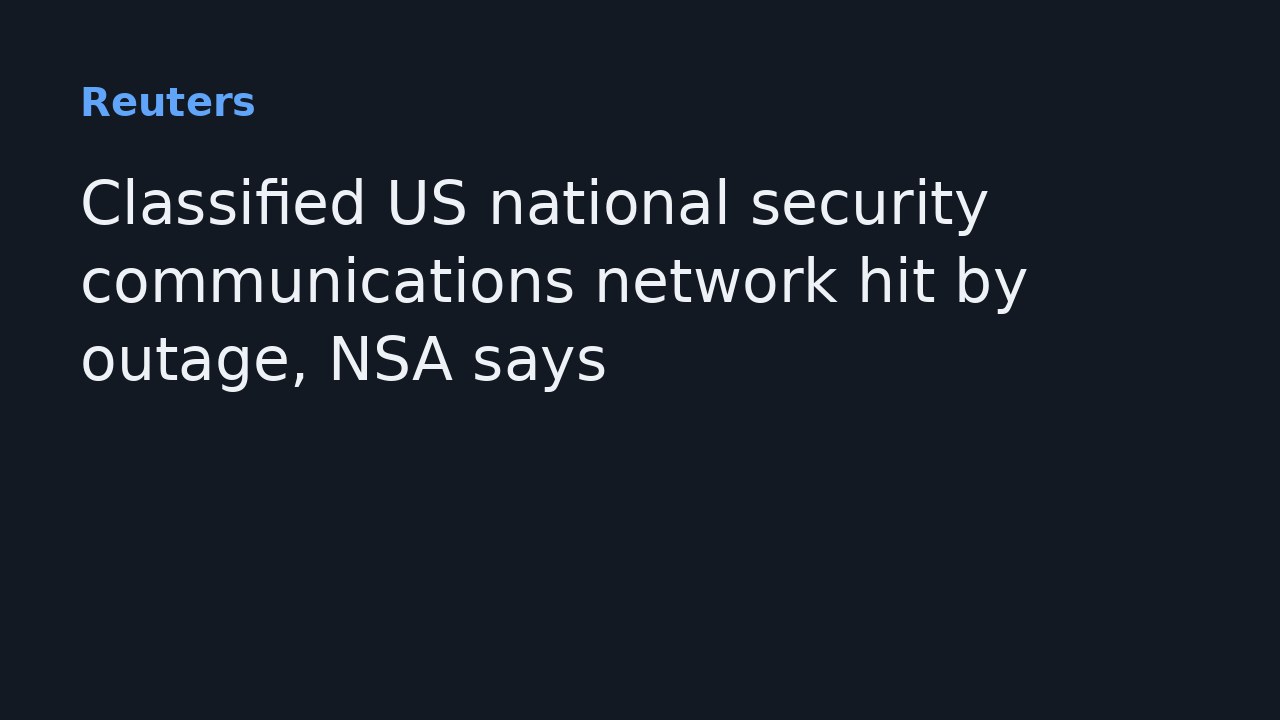 Reuters
Classified US national security
communications network hit by
outage, NSA says